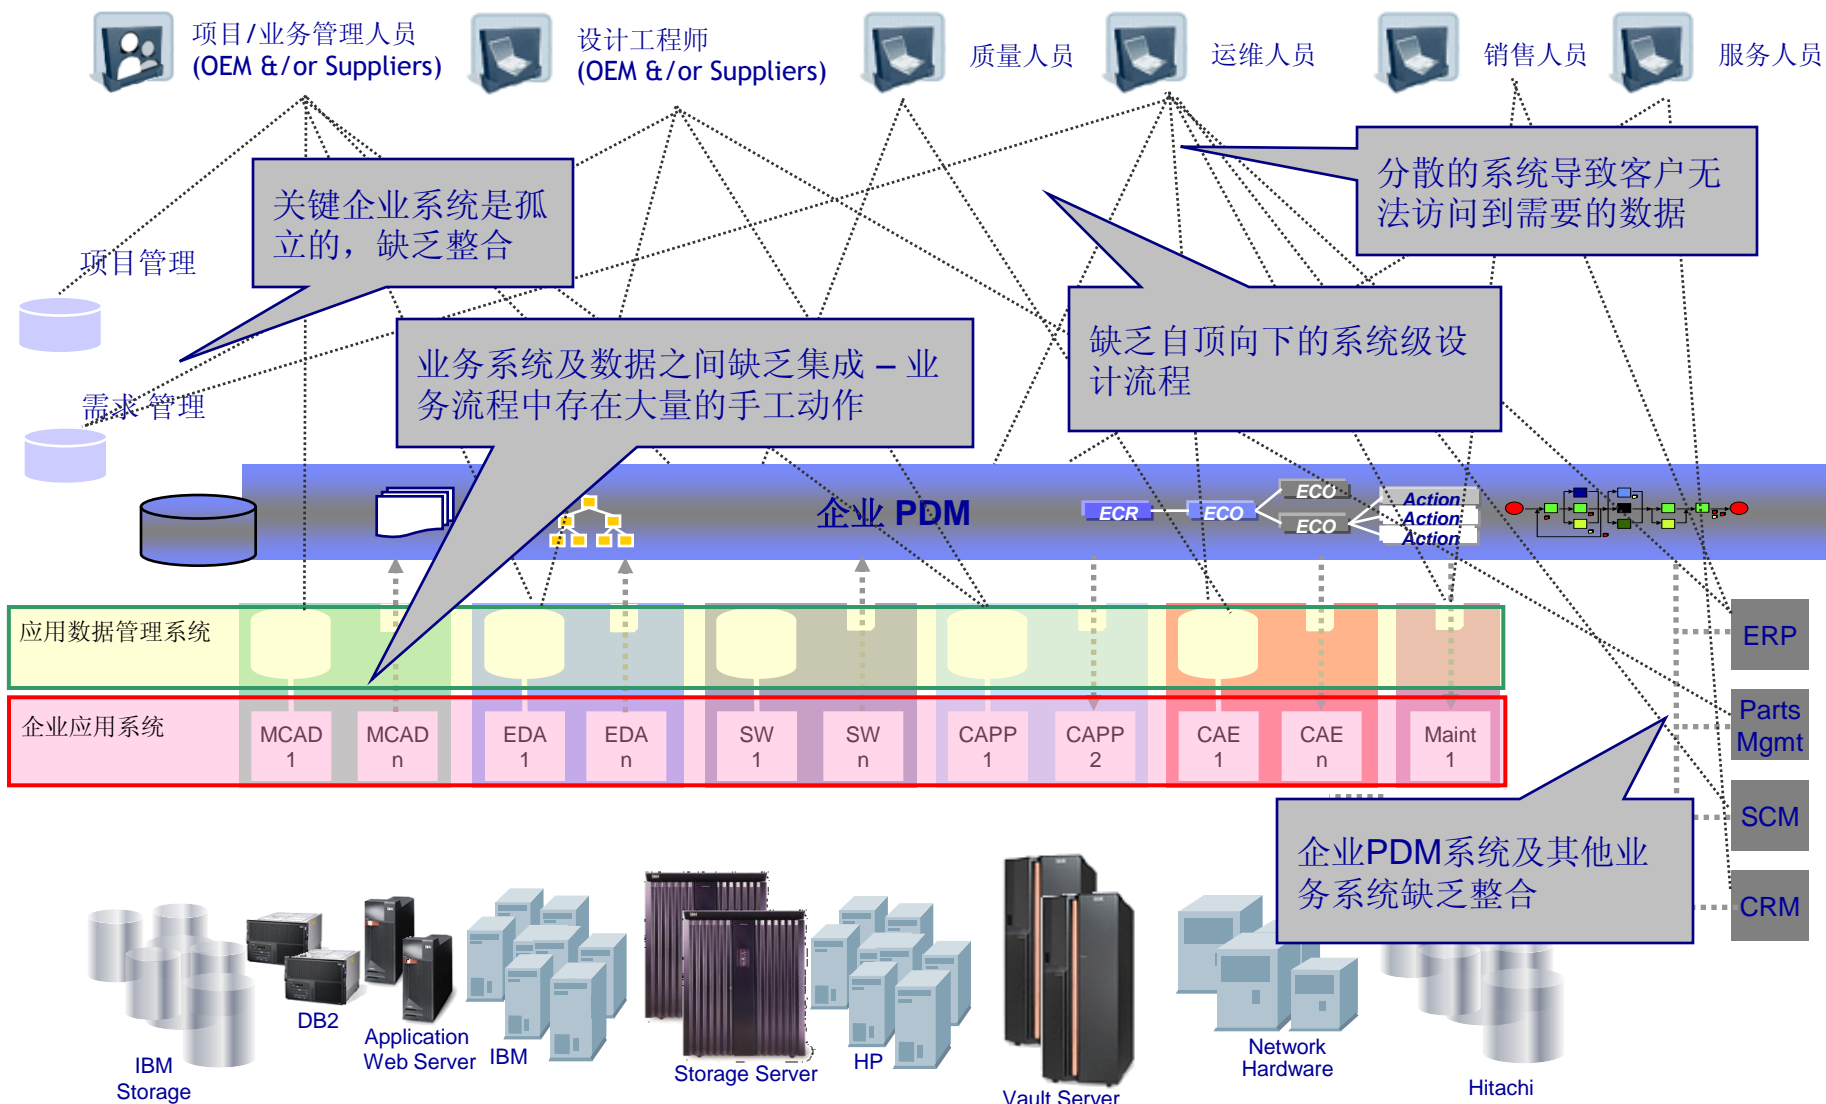 项目/业务管理人员
(OEM &/or Suppliers)
设计工程师
(OEM &/or Suppliers)
质量人员
运维人员
销售人员
服务人员
关键企业系统是孤
立的，缺乏整合
分散的系统导致客户无
法访问到需要的数据
项目管理
缺乏自顶向下的系统级设
计流程
业务系统及数据之间缺乏集成 – 业
务流程中存在大量的手工动作
需求 管理
企业 PDM
ECR
ECO
ECO
ECO
Action
Action
Action
应用数据管理系统
企业应用系统
MCAD
1
MCAD
n
EDA
1
EDA
n
SW
1
SW
n
CAPP
1
CAPP
2
CAE
1
CAE
n
Maint
1
ERP
Parts
Mgmt
SCM
CRM
企业PDM系统及其他业
务系统缺乏整合
IBM
Storage
DB2
Application
Web Server
IBM
Storage Server
HP
Vault Server
Network
Hardware
Hitachi